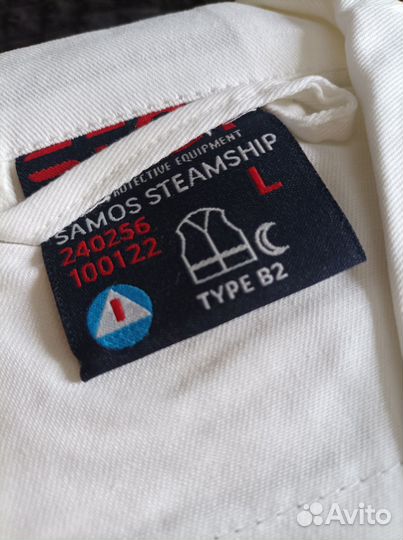 PROTECTIVE EQUIPMENT
SAMOS STEAMSHIP
240256
100122
L
TYPE B2
Avito